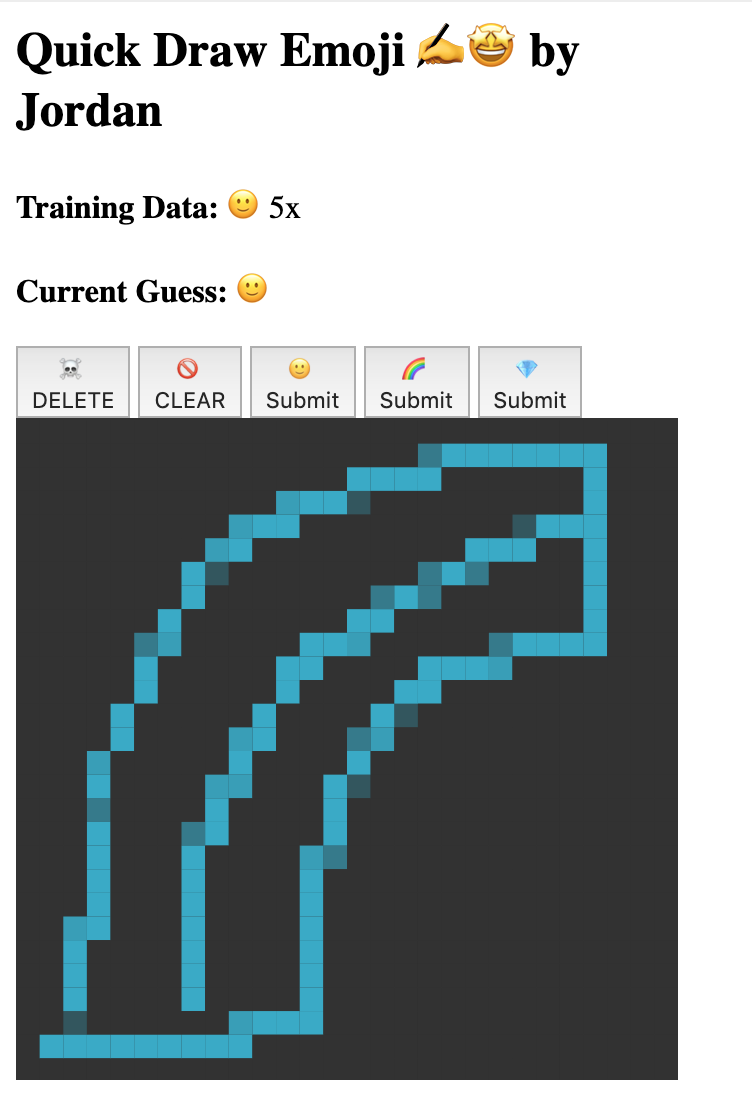 Quick Draw Emoji ✍️🤩 by
Jordan
Training Data: 🙂 5x
Current Guess: 🙂
☠️ 🚫 🙂 🌈 💎
DELETE CLEAR Submit Submit Submit